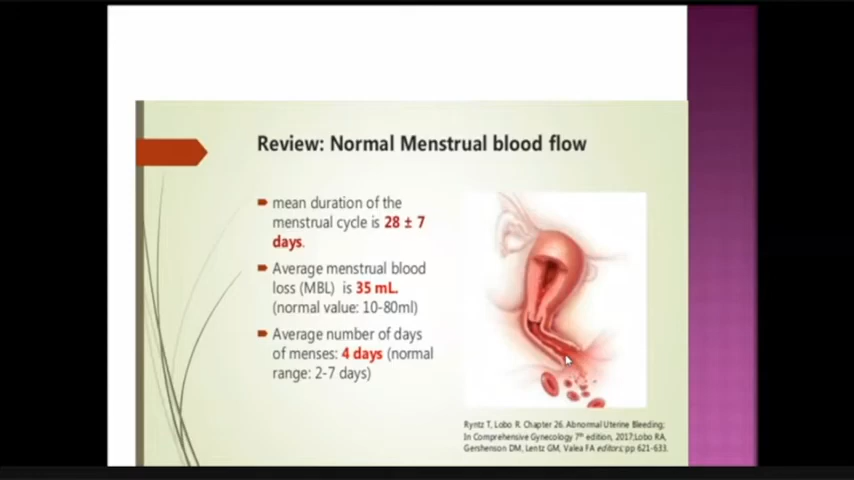 Review: Normal Menstrual blood flow
mean duration of the
menstrual cycle is 28 ± 7
days.
Average menstrual blood
loss (MBL) is 35 mL.
(normal value: 10-80ml)
Average number of days
of menses: 4 days (normal
range: 2-7 days)
Ryntz T, Lobo R. Chapter 26. Abnormal Uterine Bleeding;
In Comprehensive Gynecology 7th edition, 2017;Lobo RA,
Gershenson DM, Lentz GM, Valea FA editors; pp 621-633.